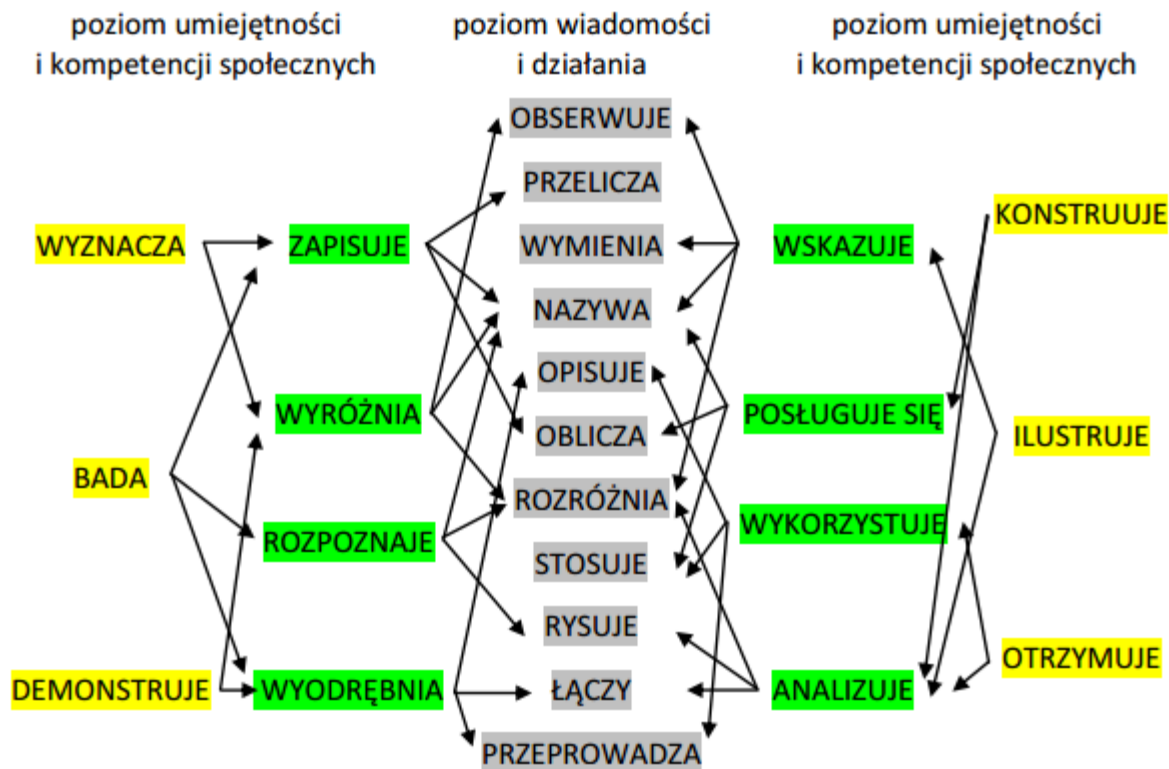 poziom umiejętności
i kompetencji społecznych
poziom wiadomości
i działania
poziom umiejętności
i kompetencji społecznych
OBSERWUJE
PRZELICZA
KONSTRUUJE
WYZNACZA
ZAPISUJE
WYMIENIA
WSKAZUJE
NAZYWA
OPISUJE
WYRÓŻNIA
POSŁUGUJE SIĘ
OBLICZA
ILUSTRUJE
BADA
ROZRÓŻNIA
ROZPOZNAJE
WYKORZYSTUJE
STOSUJE
RYSUJE
OTRZYMUJE
DEMONSTRUJE
WYODRĘBNIA
ŁĄCZY
ANALIZUJE
PRZEPROWADZA